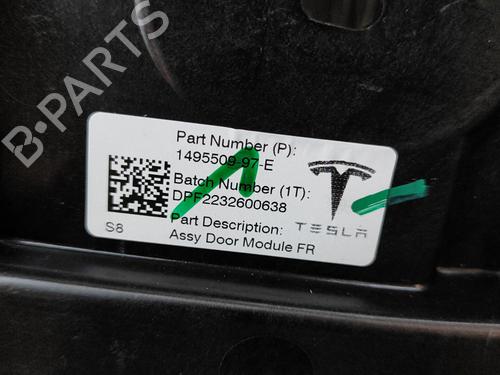 B-PARTS
Part Number (P):
1495509-97-E
Batch Number (1T):
DPF2232600638
Part Description:
Assy Door Module FR
S8
TESLA